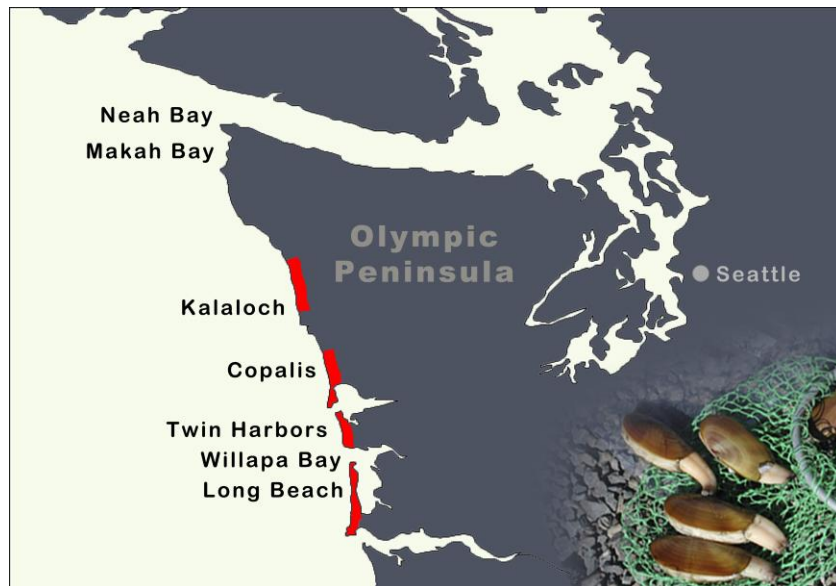 Neah Bay
Makah Bay
Olympic
Peninsula
Seattle
Kalaloch
Copalis
Twin Harbors
Willapa Bay
Long Beach